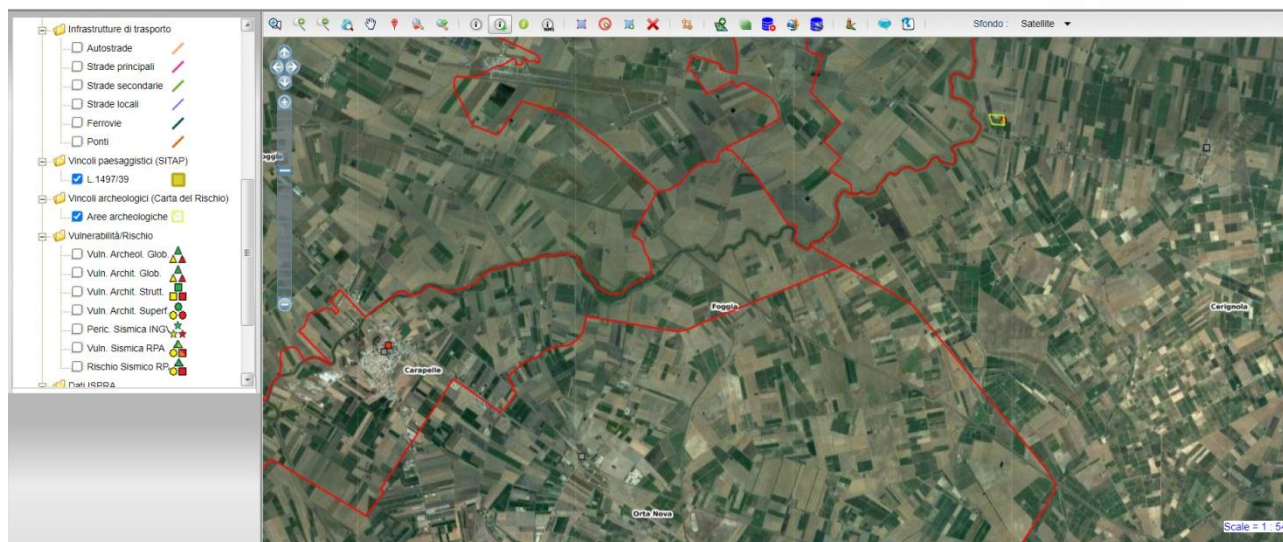 Infrastrutture di trasporto
Autostrade
Strade principali
Strade secondarie
Strade locali
Ferrovie
Ponti
Vincoli paesaggistici (SITAP)
L.1497/39
Vincoli archeologici (Carta del Rischio)
Aree archeologiche
Vulnerabilità/Rischio
Vuln. Archeol. Glob.
Vuln. Archit. Glob.
Vuln. Archit. Strutt.
Vuln. Archit. Superf.
Peric. Sismica INGV
Vuln. Sismica RPA
Rischio Sismico RP
Dati ISPRA
Sfondo : Satellite
Foggia
Cerignola
Carapelle
Orta Nova
Scale = 1 : 54